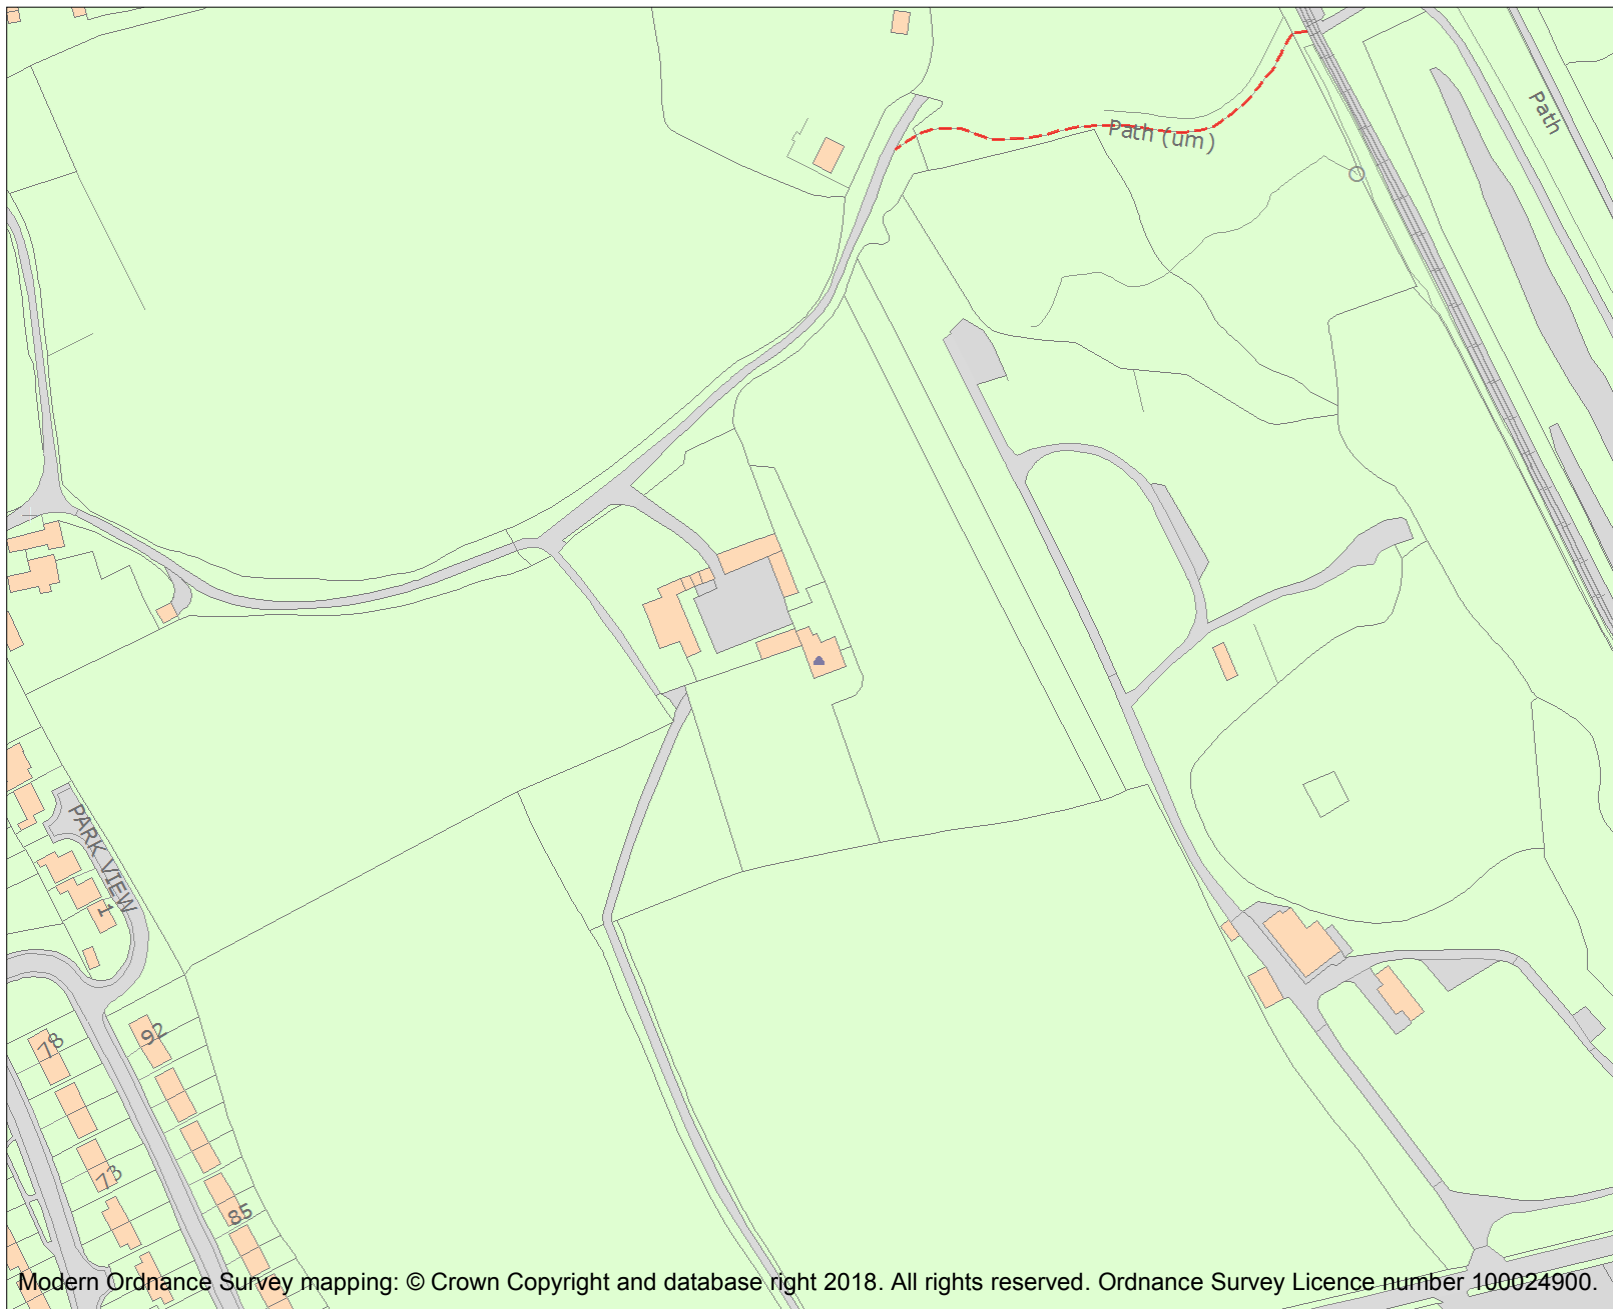 Path
Path (um)
PARK VIEW
1
78
92
73
85
Modern Ordnance Survey mapping: © Crown Copyright and database right 2018. All rights reserved. Ordnance Survey Licence number 100024900.